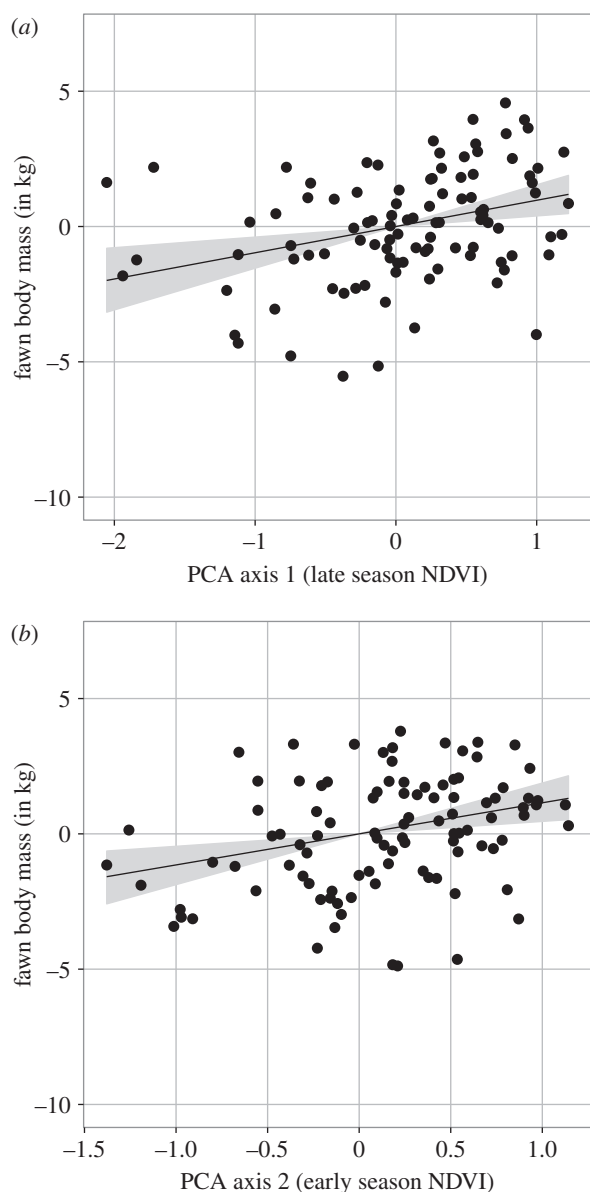 (a)
5
0
−5
−10
fawn body mass (in kg)
−2 −1 0 1
PCA axis 1 (late season NDVI)
(b)
5
0
−5
−10
fawn body mass (in kg)
−1.5 −1.0 −0.5 0 0.5 1.0
PCA axis 2 (early season NDVI)